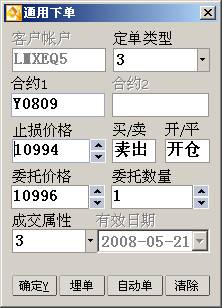 通用下单
客户帐户 定单类型
LMXEQ5 3
合约1 合约2
Y0809
止损价格 买/卖 开/平
10994 卖出 开仓
委托价格 委托数量
10996 1
成交属性 有效日期
3 2008-05-21
确定Y 埋单 自动单 清除